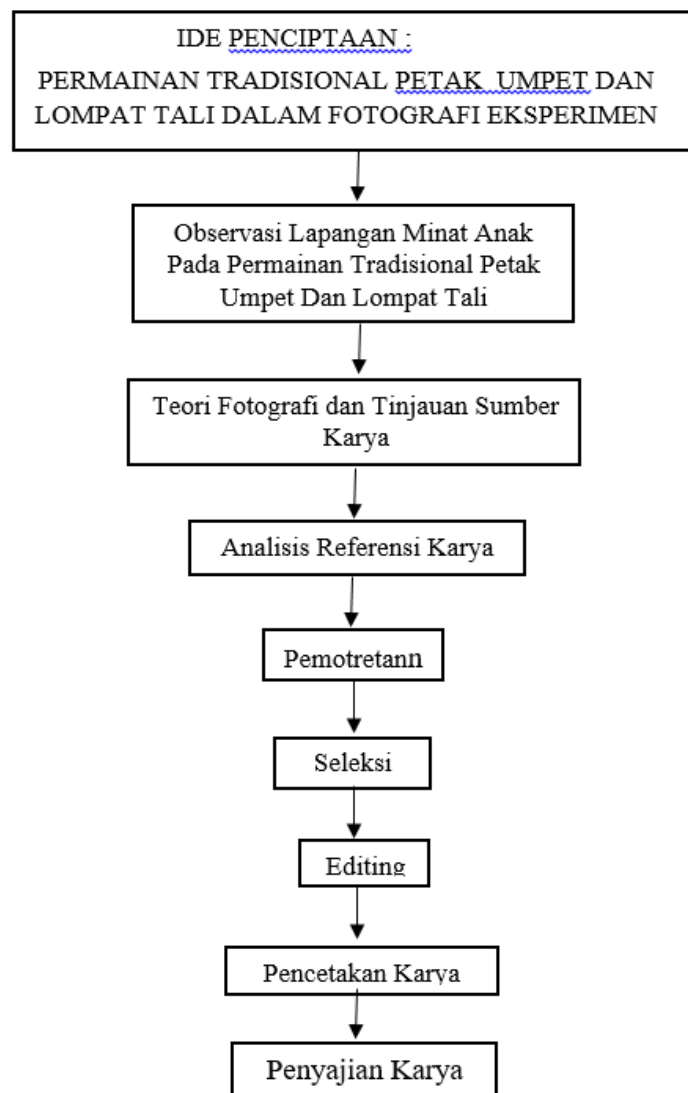 IDE PENCIPTAAN :
PERMAINAN TRADISIONAL PETAK UMPET DAN
LOMPAT TALI DALAM FOTOGRAFI EKSPERIMEN
Observasi Lapangan Minat Anak
Pada Permainan Tradisional Petak
Umpet Dan Lompat Tali
Teori Fotografi dan Tinjauan Sumber
Karya
Analisis Referensi Karya
Pemotretann
Seleksi
Editing
Pencetakan Karya
Penyajian Karya